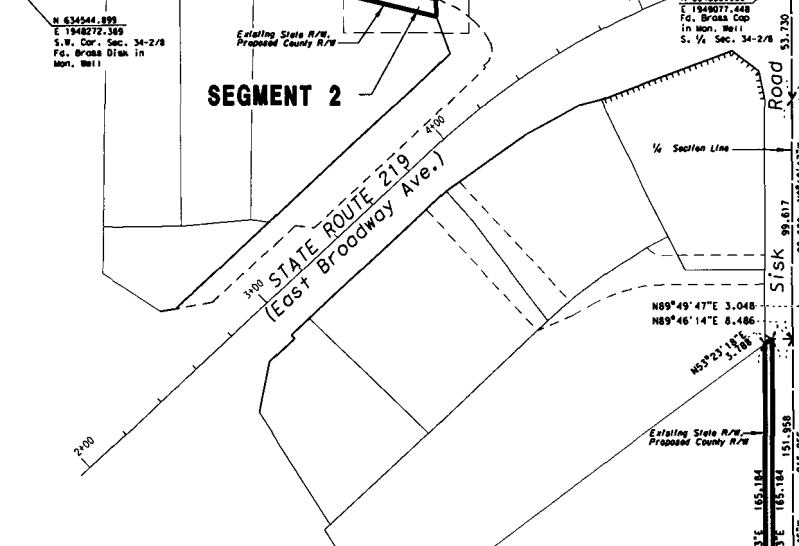 N 634544.899
E 1948272.389
S.W. Cor. Sec. 34-2/8
Fd. Brass Disk in
Mon. Well
Existing State R/W,
Proposed County R/W
SEGMENT 2
E 1949077.448
Fd. Brass Cap
in Mon. Well
S. ¼ Sec. 34-2/8
53.730
Sisk Road
¼ Section Line
99.617
4+00
STATE ROUTE 219
(East Broadway Ave.)
3+00
2+00
N89°49'47"E 3.048
N89°46'14"E 8.486
N53°23'18"E
3.788
Existing State R/W,
Proposed County R/W
151.958
165.184
165.184